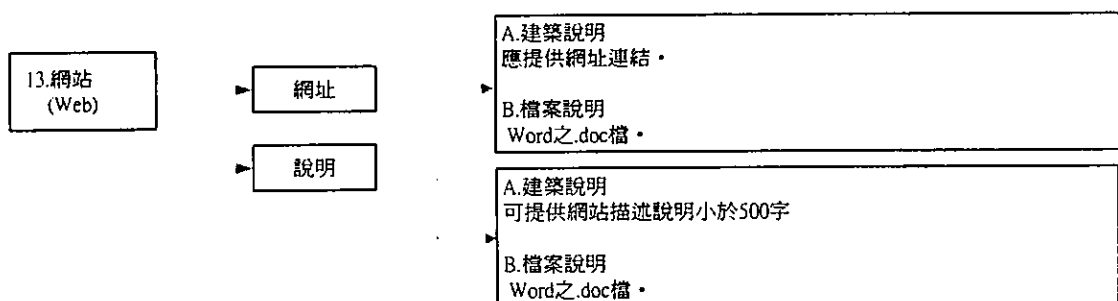 13.網站
(Web)
網址
說明
A.建築說明
應提供網址連結。
B.檔案說明
Word之.doc檔。
A.建築說明
可提供網站描述說明小於500字
B.檔案說明
Word之.doc檔。